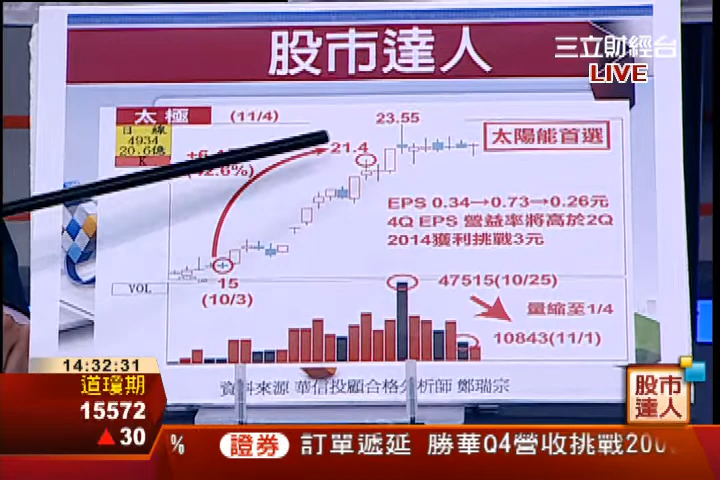 股市達人
三立財經台
LIVE
太極
(11/4)
23.55
日 線
4934
20.6億
K
21.4
太陽能首選
EPS 0.34→0.73→0.26元
4Q EPS 營益率將高於2Q
2014獲利挑戰3元
15
(10/3)
VOL
47515(10/25)
量縮至1/4
10843(11/1)
資料來源 華信投顧合格分析師 鄭瑞宗
14:32:31
道瓊期
15572
▲30
股市
達人
%
證券
訂單遞延 勝華Q4營收挑戰200